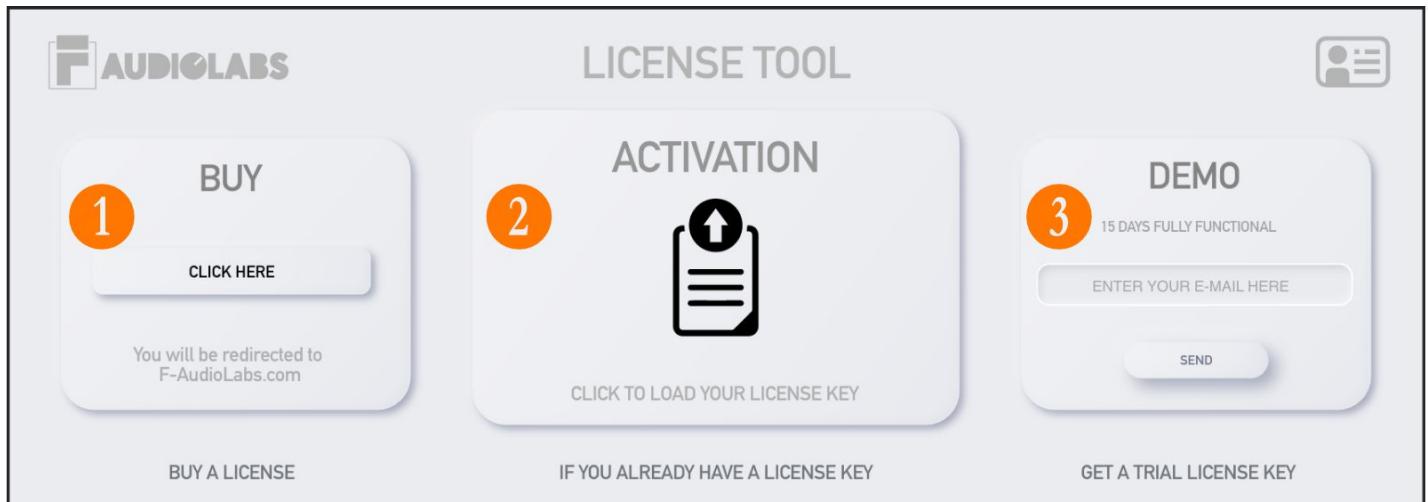 F AUDIOLABS
LICENSE TOOL
BUY
1
CLICK HERE
You will be redirected to
F-AudioLabs.com
BUY A LICENSE
ACTIVATION
2
CLICK TO LOAD YOUR LICENSE KEY
IF YOU ALREADY HAVE A LICENSE KEY
DEMO
3
15 DAYS FULLY FUNCTIONAL
ENTER YOUR E-MAIL HERE
SEND
GET A TRIAL LICENSE KEY